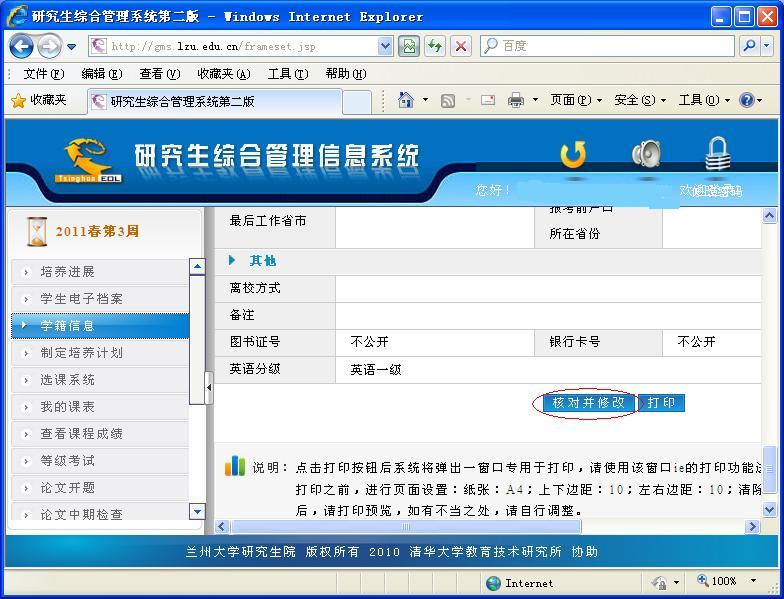 研究生综合管理系统第二版 - Windows Internet Explorer
http://gms.lzu.edu.cn/frameset.jsp
百度
文件(F) 编辑(E) 查看(V) 收藏夹(A) 工具(T) 帮助(H)
收藏夹 研究生综合管理系统第二版 页面(P) 安全(S) 工具(O)
Tsinghua EOL
研究生综合管理信息系统
您好！
2011春第3周
培养进展
学生电子档案
学籍信息
制定培养计划
选课系统
我的课表
查看课程成绩
等级考试
论文开题
论文中期检查
最后工作省市 报考前户口
所在省份
其他
离校方式
备注
图书证号 不公开 银行卡号 不公开
英语分级 英语一级
核对并修改 打印
说明：点击打印按钮后系统将弹出一窗口专用于打印，请使用该窗口ie的打印功能
打印之前，进行页面设置：纸张：A4；上下边距：10；左右边距：10；清除
后，请打印预览，如有不当之处，请自行调整。
兰州大学研究生院 版权所有 2010 清华大学教育技术研究所 协助
Internet 100%